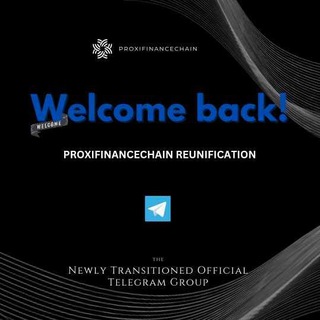 PROXIFINANCECHAIN
Welcome back!
WELCOME
PROXIFINANCECHAIN REUNIFICATION
THE
NEWLY TRANSITIONED OFFICIAL
TELEGRAM GROUP